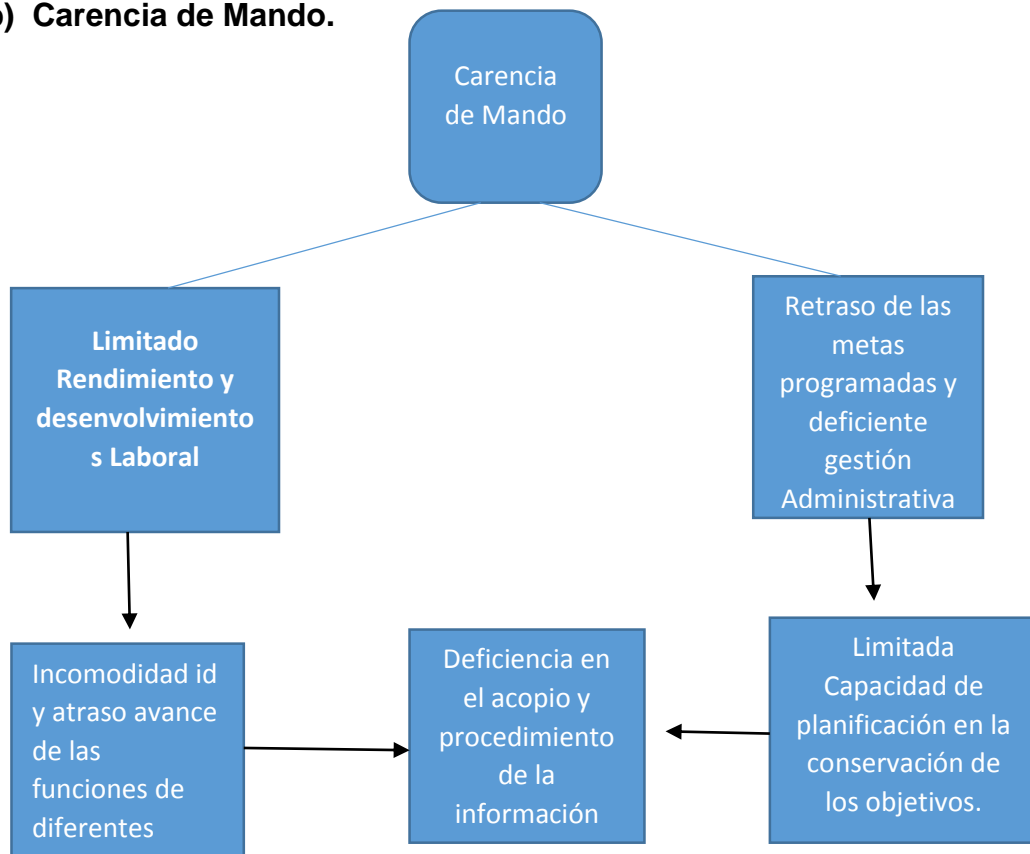 ) Carencia de Mando.
Carencia
de Mando
Limitado
Rendimiento y
desenvolvimiento
s Laboral
Retraso de las
metas
programadas y
deficiente
gestión
Administrativa
Incomodidad id
y atraso avance
de las
funciones de
diferentes
Deficiencia en
el acopio y
procedimiento
de la
información
Limitada
Capacidad de
planificación en la
conservación de
los objetivos.